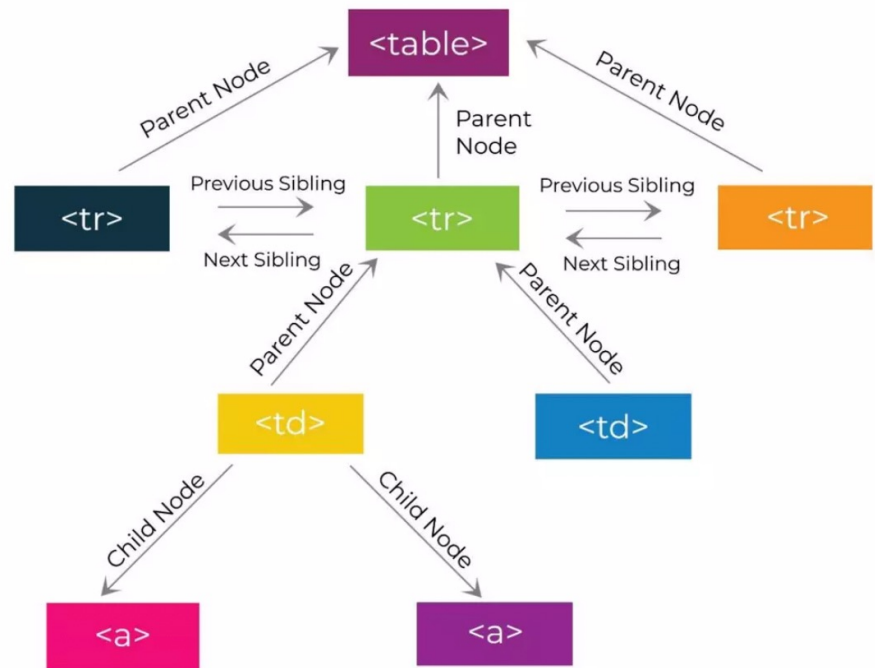 <table>
Parent Node
Parent
Node
Parent Node
<tr>
Previous Sibling
Next Sibling
<tr>
Previous Sibling
Next Sibling
<tr>
Parent Node
Parent Node
<td>
<td>
Child Node
Child Node
<a>
<a>